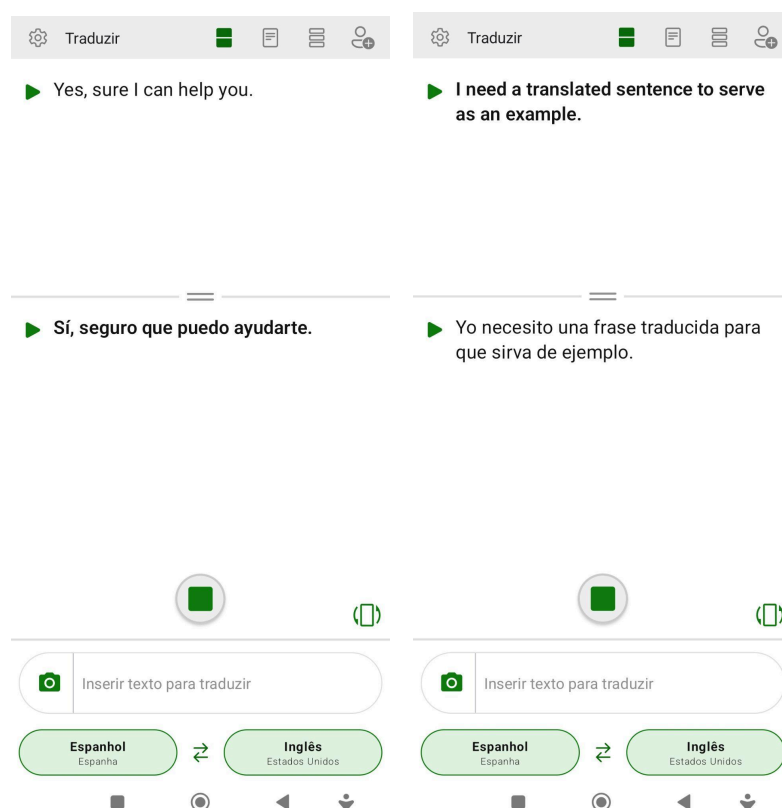 Traduzir
Yes, sure I can help you.
Sí, seguro que puedo ayudarte.
Inserir texto para traduzir
Espanhol
Espanha
Inglês
Estados Unidos
Traduzir
I need a translated sentence to serve
as an example.
Yo necesito una frase traducida para
que sirva de ejemplo.
Inserir texto para traduzir
Espanhol
Espanha
Inglês
Estados Unidos